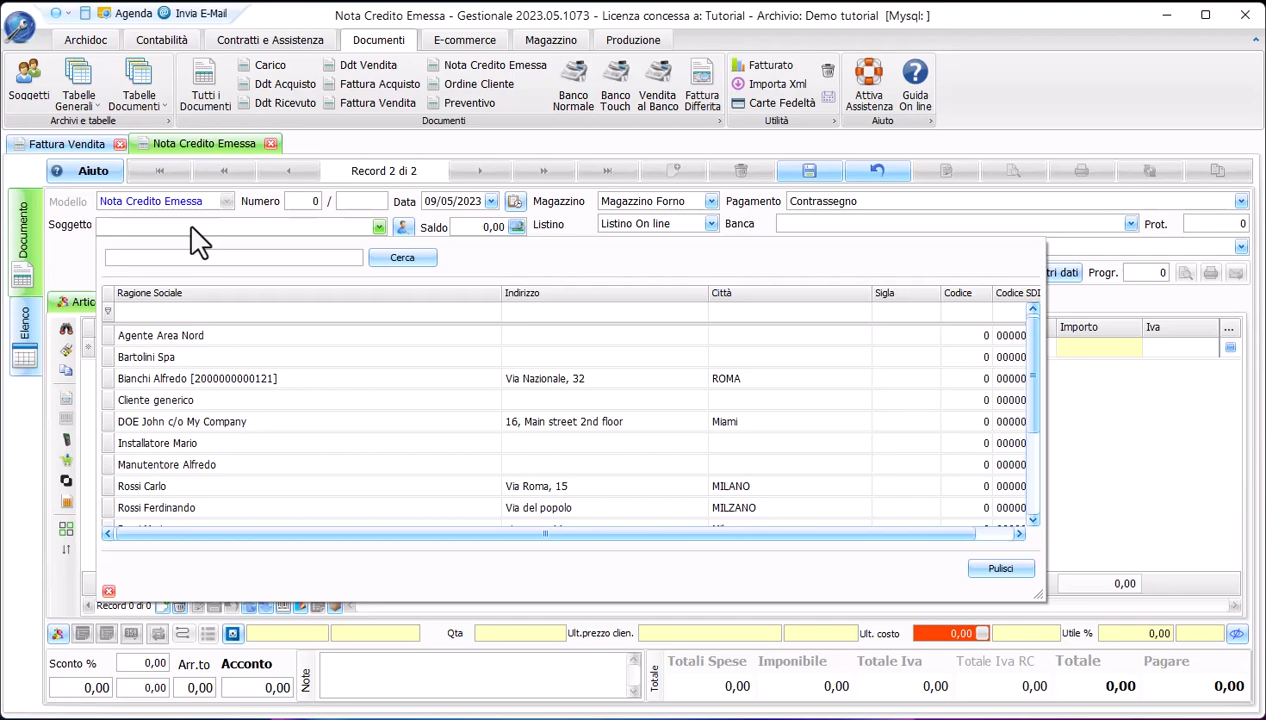 Agenda @ Invia E-Mail
Nota Credito Emessa - Gestionale 2023.05.1073 - Licenza concessa a: Tutorial - Archivio: Demo tutorial [Mysql: ]
Archidoc Contabilità Contratti e Assistenza Documenti E-commerce Magazzino Produzione
Soggetti
Tabelle Generali
Tabelle Documenti
Archivi e tabelle
Tutti i Documenti
Carico Ddt Vendita Nota Credito Emessa
Ddt Acquisto Fattura Acquisto Ordine Cliente
Ddt Ricevuto Fattura Vendita Preventivo
Banco Normale
Banco Touch
Vendita al Banco
Fattura Differita
Documenti
Fatturato
Importa Xml
Carte Fedeltà
Utilità
Attiva Assistenza
Guida On line
Aiuto
Fattura Vendita Nota Credito Emessa
Aiuto Record 2 di 2
Documento
Elenco
Modello Nota Credito Emessa Numero 0 / Data 09/05/2023 Magazzino Magazzino Forno Pagamento Contrassegno
Soggetto Saldo 0,00 Listino Listino On line Banca Prot. 0
Cerca
tri dati Progr. 0
Artic
Ragione Sociale Indirizzo Città Sigla Codice Codice SDI
Importo Iva ...
Agente Area Nord 0 00000
Bartolini Spa 0 00000
Bianchi Alfredo [2000000000121] Via Nazionale, 32 ROMA 0 00000
Cliente generico 0 00000
DOE John c/o My Company 16, Main street 2nd floor Miami 0 00000
Installatore Mario 0 00000
Manutentore Alfredo 0 00000
Rossi Carlo Via Roma, 15 MILANO 0 00000
Rossi Ferdinando Via del popolo MILZANO 0 00000
Pulisci
0,00
Record 0 di 0
Qta Ult.prezzo clien. Ult. costo 0,00 Utile % 0,00
Sconto % 0,00 Arr.to Acconto
0,00 0,00 0,00 0,00
Note
Totale
Totali Spese Imponibile Totale Iva Totale Iva RC Totale Pagare
0,00 0,00 0,00 0,00 0,00 0,00